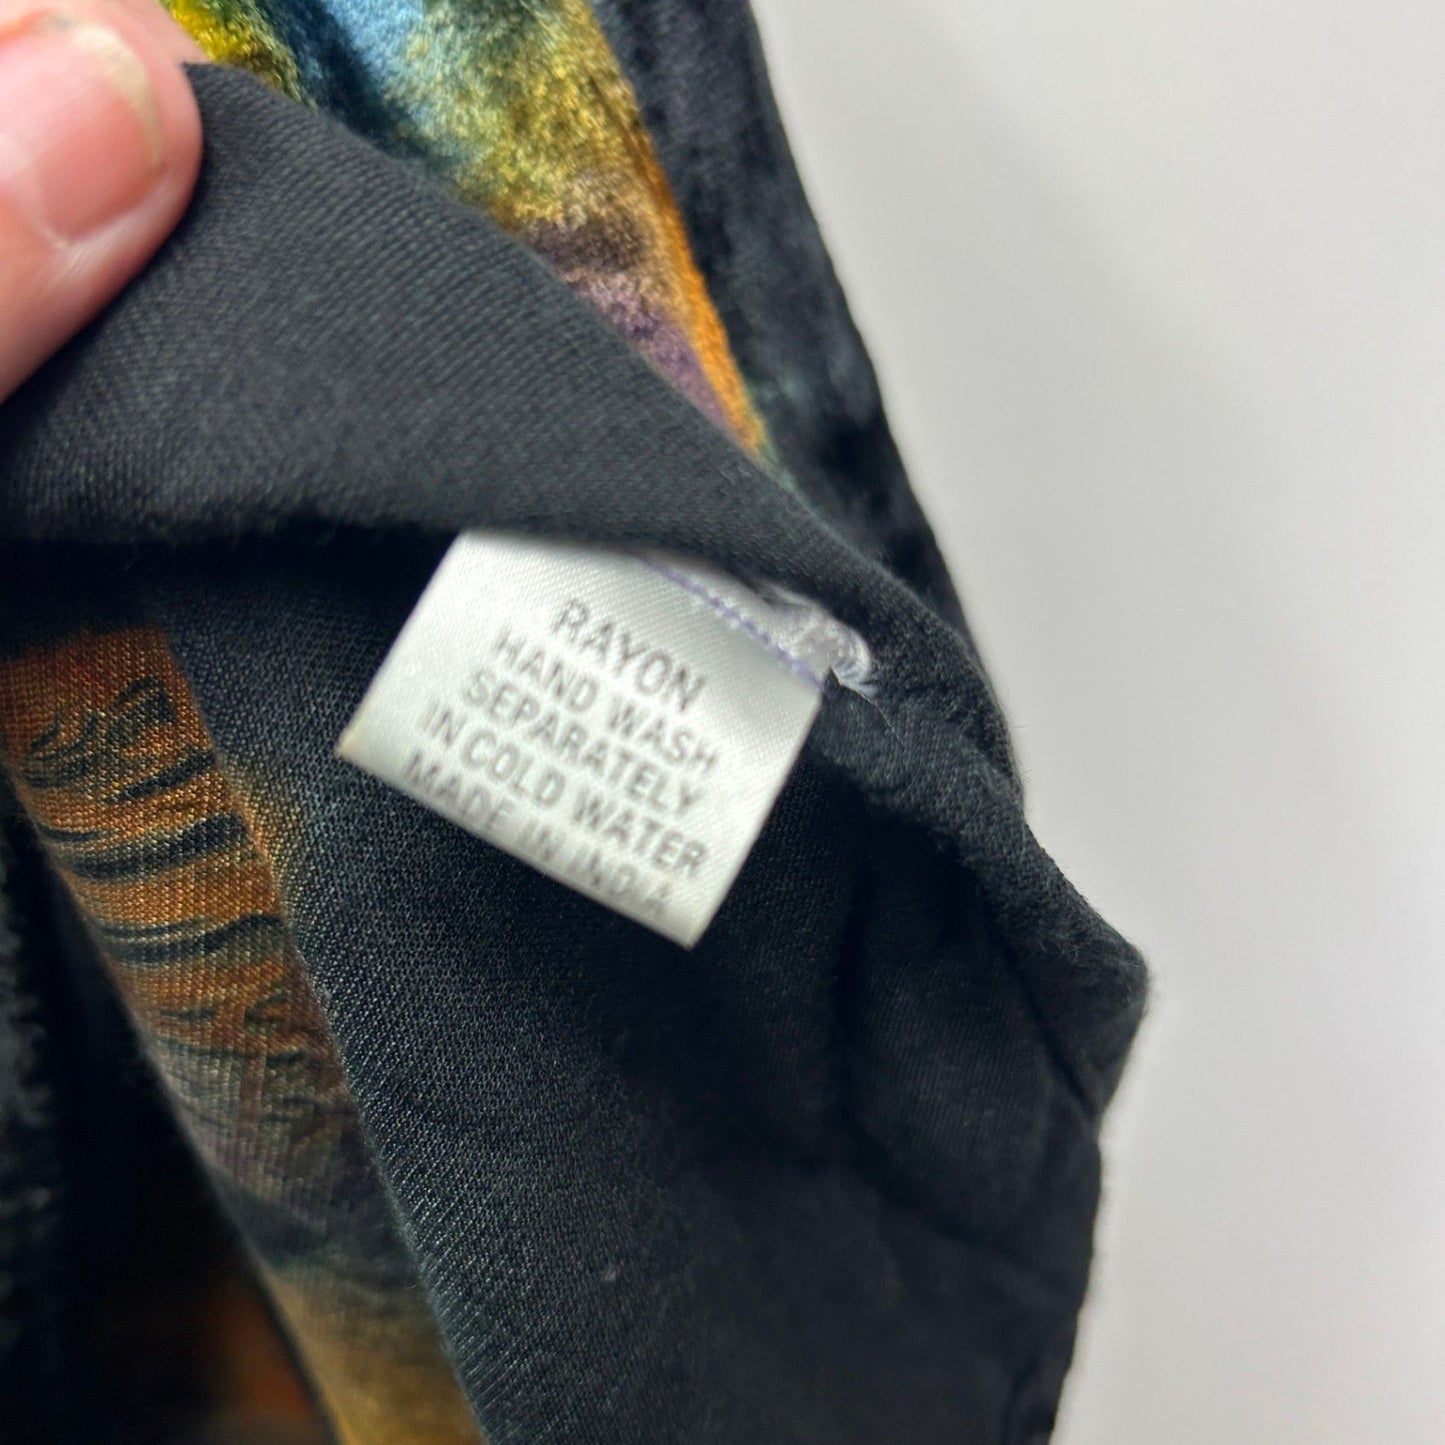 RAYON
HAND WASH
SEPARATELY
IN COLD WATER
MADE IN INDIA